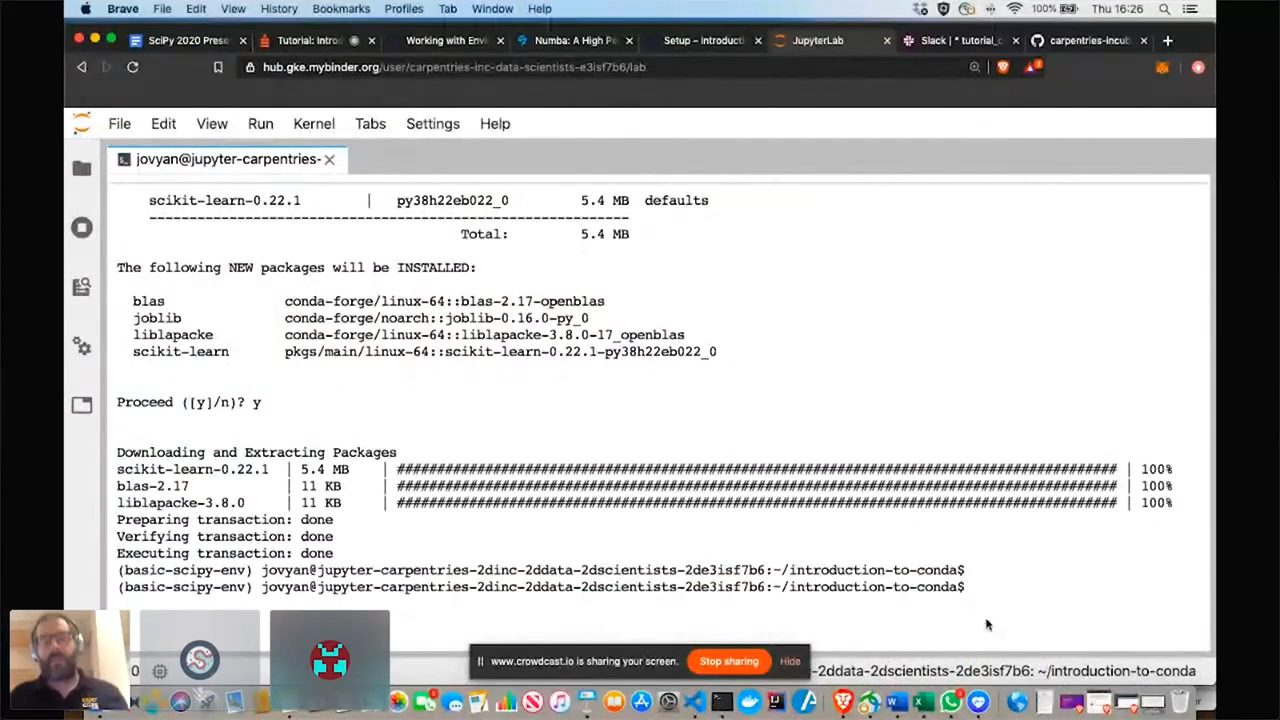 Brave File Edit View History Bookmarks Profiles Tab Window Help 100% Thu 16:26
SciPy 2020 Prese
Tutorial: Intro
Working with Env
Numba: A High Pe
Setup – Introducti
JupyterLab
Slack | * tutorial_c
carpentries-incub
hub.gke.mybinder.org/user/carpentries-inc-data-scientists-e3isf7b6/lab
File Edit View Run Kernel Tabs Settings Help
jovyan@jupyter-carpentries-
scikit-learn-0.22.1 | py38h22eb022_0 5.4 MB defaults
------------------------------------------------------------
Total: 5.4 MB
The following NEW packages will be INSTALLED:
blas conda-forge/linux-64::blas-2.17-openblas
joblib conda-forge/noarch::joblib-0.16.0-py_0
liblapacke conda-forge/linux-64::liblapacke-3.8.0-17_openblas
scikit-learn pkgs/main/linux-64::scikit-learn-0.22.1-py38h22eb022_0
Proceed ([y]/n)? y
Downloading and Extracting Packages
scikit-learn-0.22.1 | 5.4 MB | ########################################################################################## | 100%
blas-2.17 | 11 KB | ########################################################################################## | 100%
liblapacke-3.8.0 | 11 KB | ########################################################################################## | 100%
Preparing transaction: done
Verifying transaction: done
Executing transaction: done
(basic-scipy-env) jovyan@jupyter-carpentries-2dinc-2ddata-2dscientists-2de3isf7b6:~/introduction-to-conda$
(basic-scipy-env) jovyan@jupyter-carpentries-2dinc-2ddata-2dscientists-2de3isf7b6:~/introduction-to-conda$
0
www.crowdcast.io is sharing your screen. Stop sharing Hide
-2ddata-2dscientists-2de3isf7b6: ~/introduction-to-conda